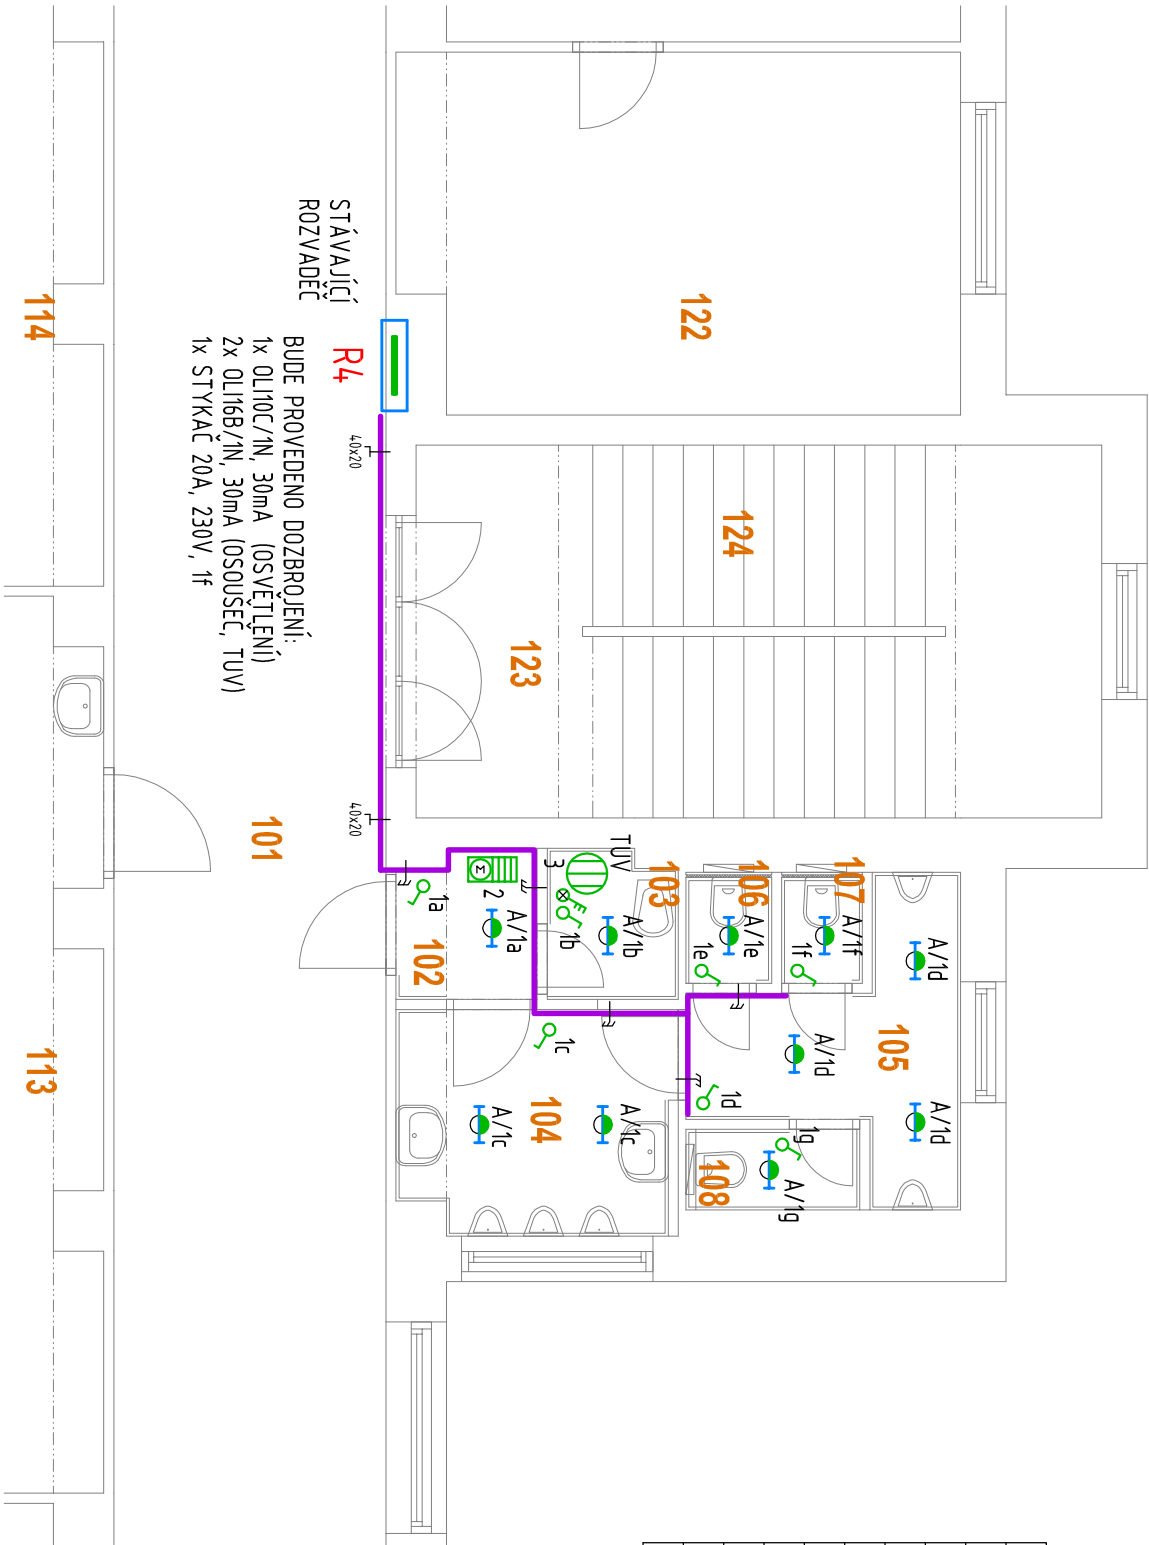 STÁVAJÍCÍ
ROZVADĚČ
R4
BUDE PROVEDENO DOZBROJENÍ:
1x OLI10C/1N, 30mA (OSVĚTLENÍ)
2x OLI16B/1N, 30mA (OSOUŠEČ, TUV)
1x STYKAČ 20A, 230V, 1f
40x20
40x20
122
124
123
114
101
113
102
103
106
107
105
104
108
TUV
3
2
1a
A/1a
1b
A/1b
1e
A/1e
1f
A/1f
A/1d
A/1d
A/1d
1d
1c
A/1c
A/1c
1g
A/1g
M